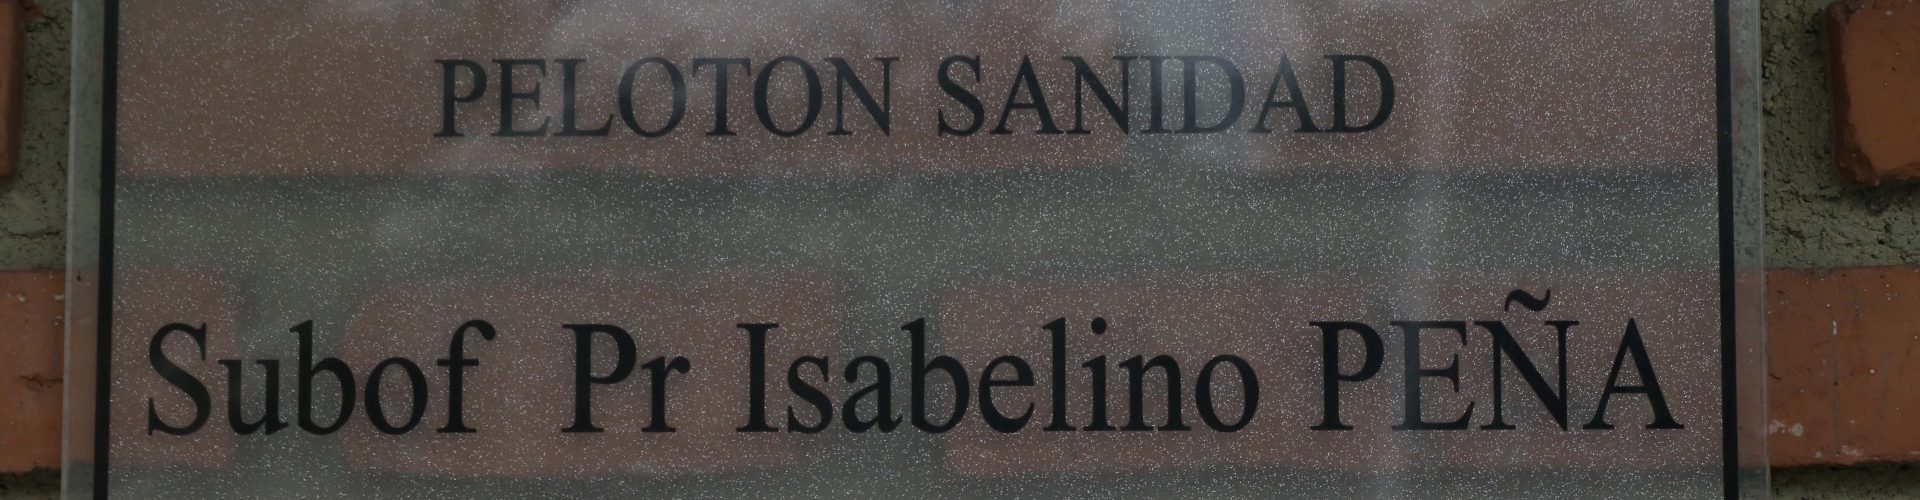 PELOTON SANIDAD
Subof Pr Isabelino PEÑA